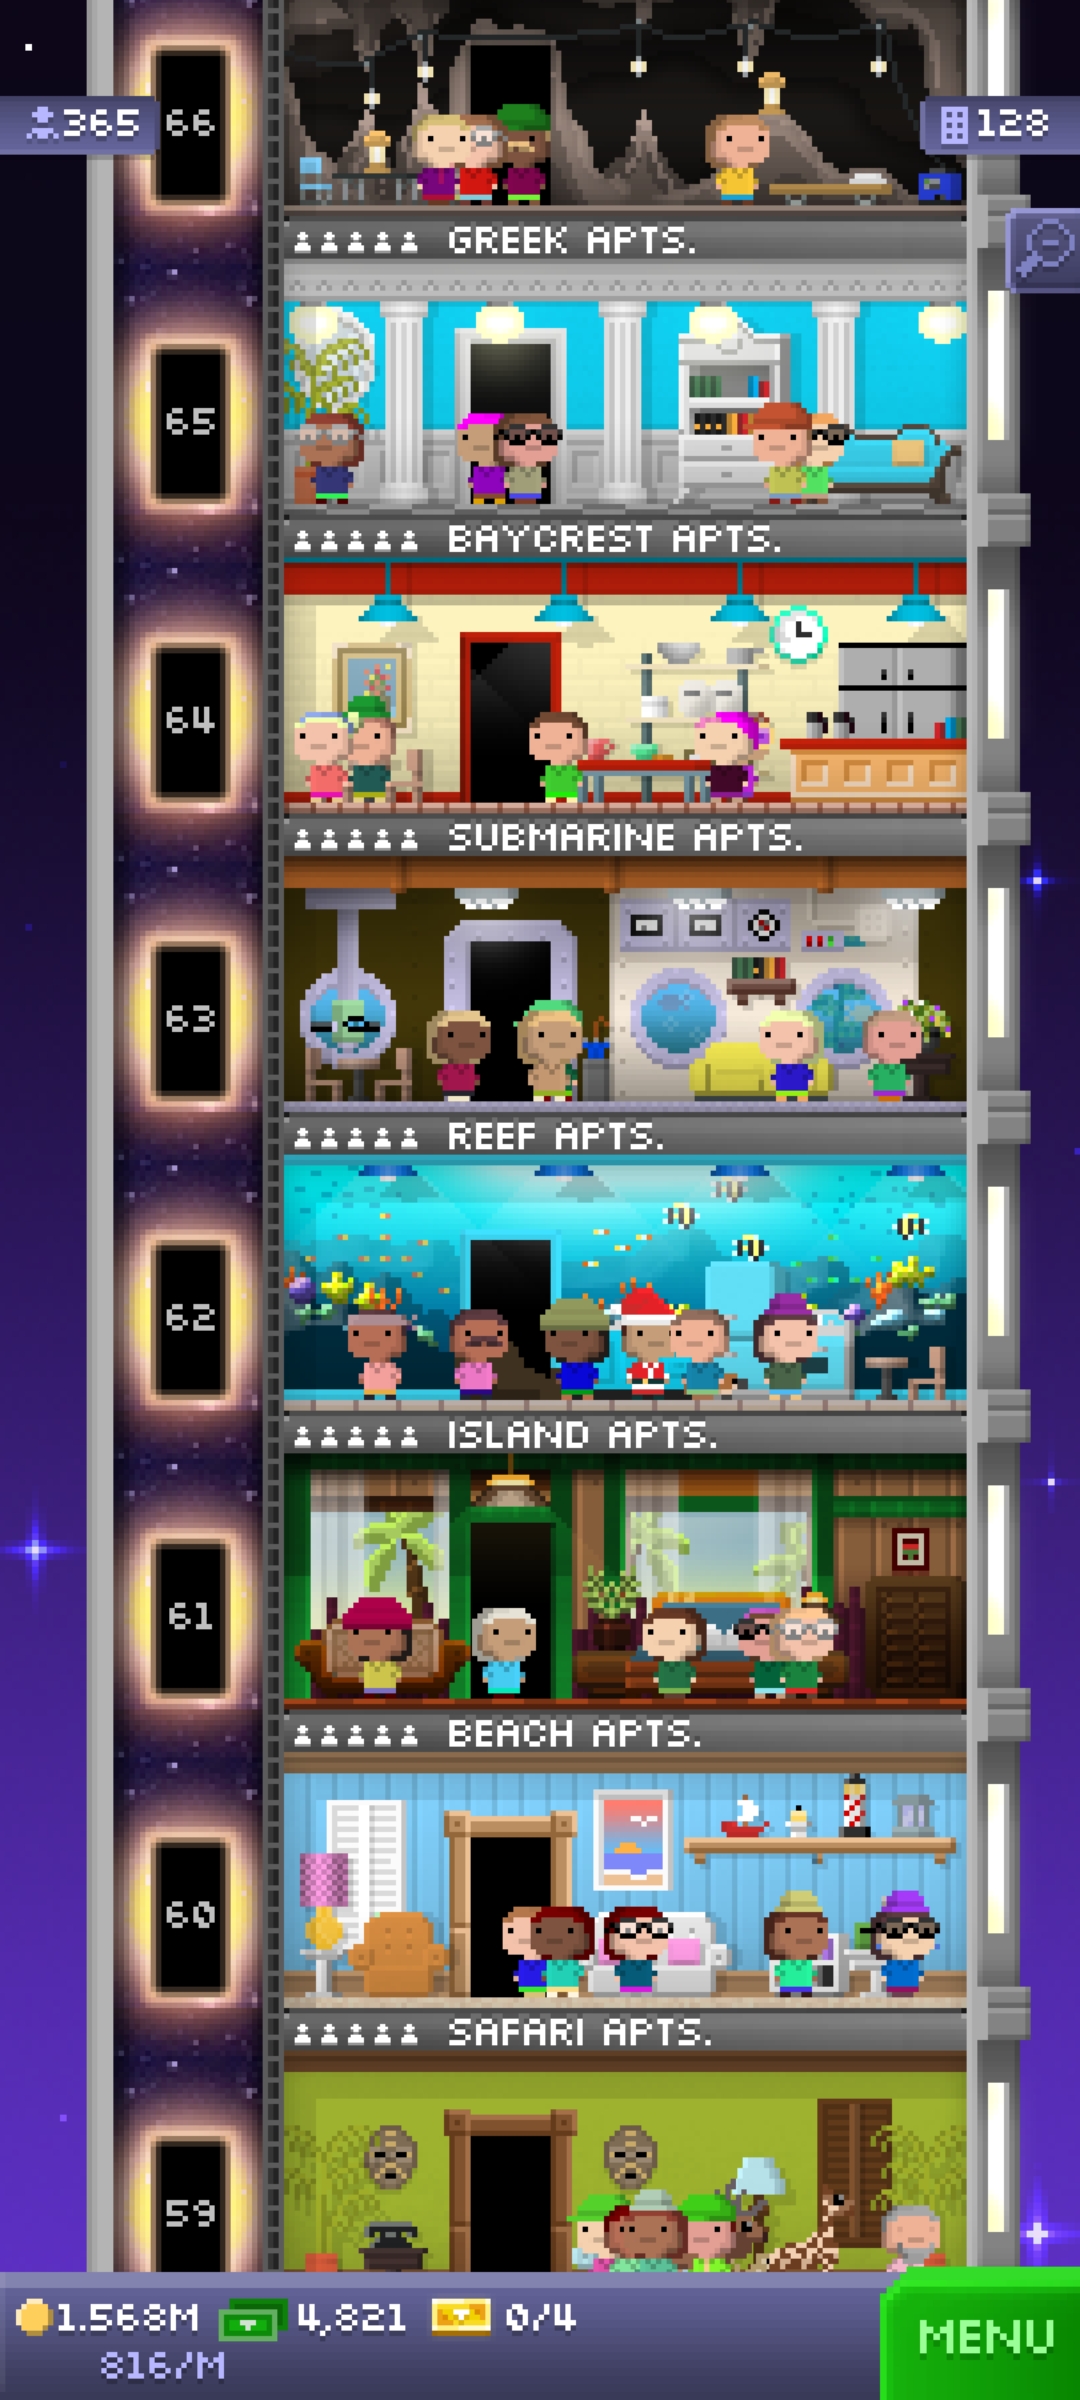 365
66
128
GREEK APTS.
65
BAYCREST APTS.
64
SUBMARINE APTS.
63
REEF APTS.
62
ISLAND APTS.
61
BEACH APTS.
60
SAFARI APTS.
59
1.568M 4,821 0/4
816/M
MENU